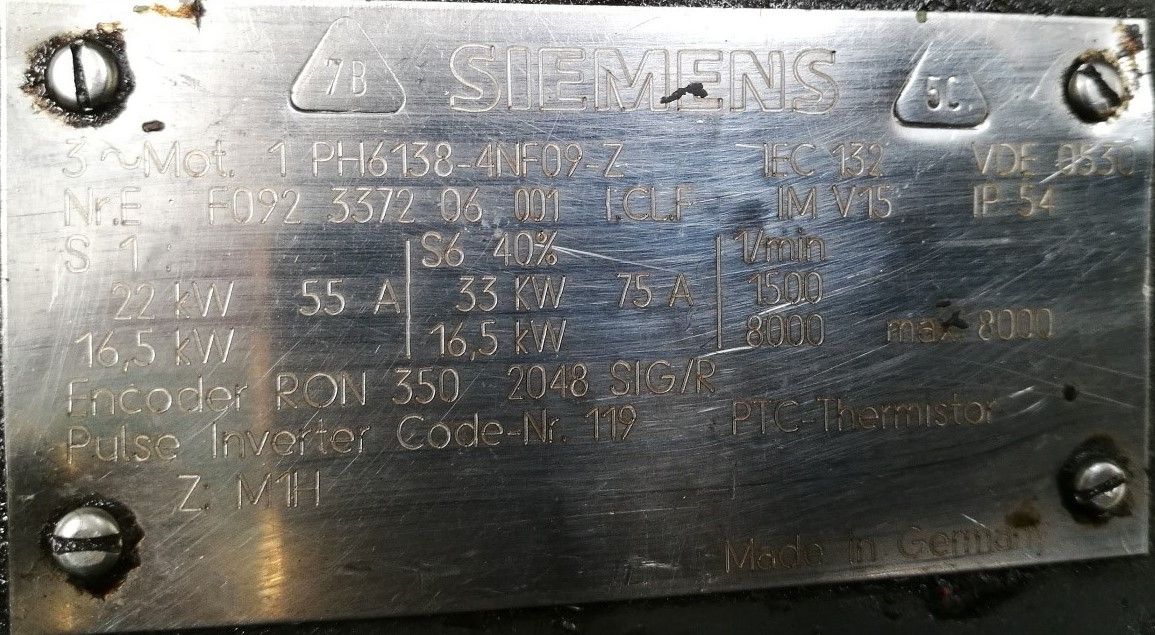 7B SIEMENS 5C
3 ~Mot. 1 PH6138-4NF09-Z IEC 132 VDE 0530
Nr.E F092 3372 06 001 I.CL.F IM V15 IP 54
S 1 : S6 40% 1/min
22 kW 55 A 33 KW 75 A 1500
16,5 kW 16,5 kW 8000 max. 8000
Encoder RON 350 2048 SIG/R
Pulse Inverter Code-Nr. 119 PTC-Thermistor
Z: M1H
Made in Germany